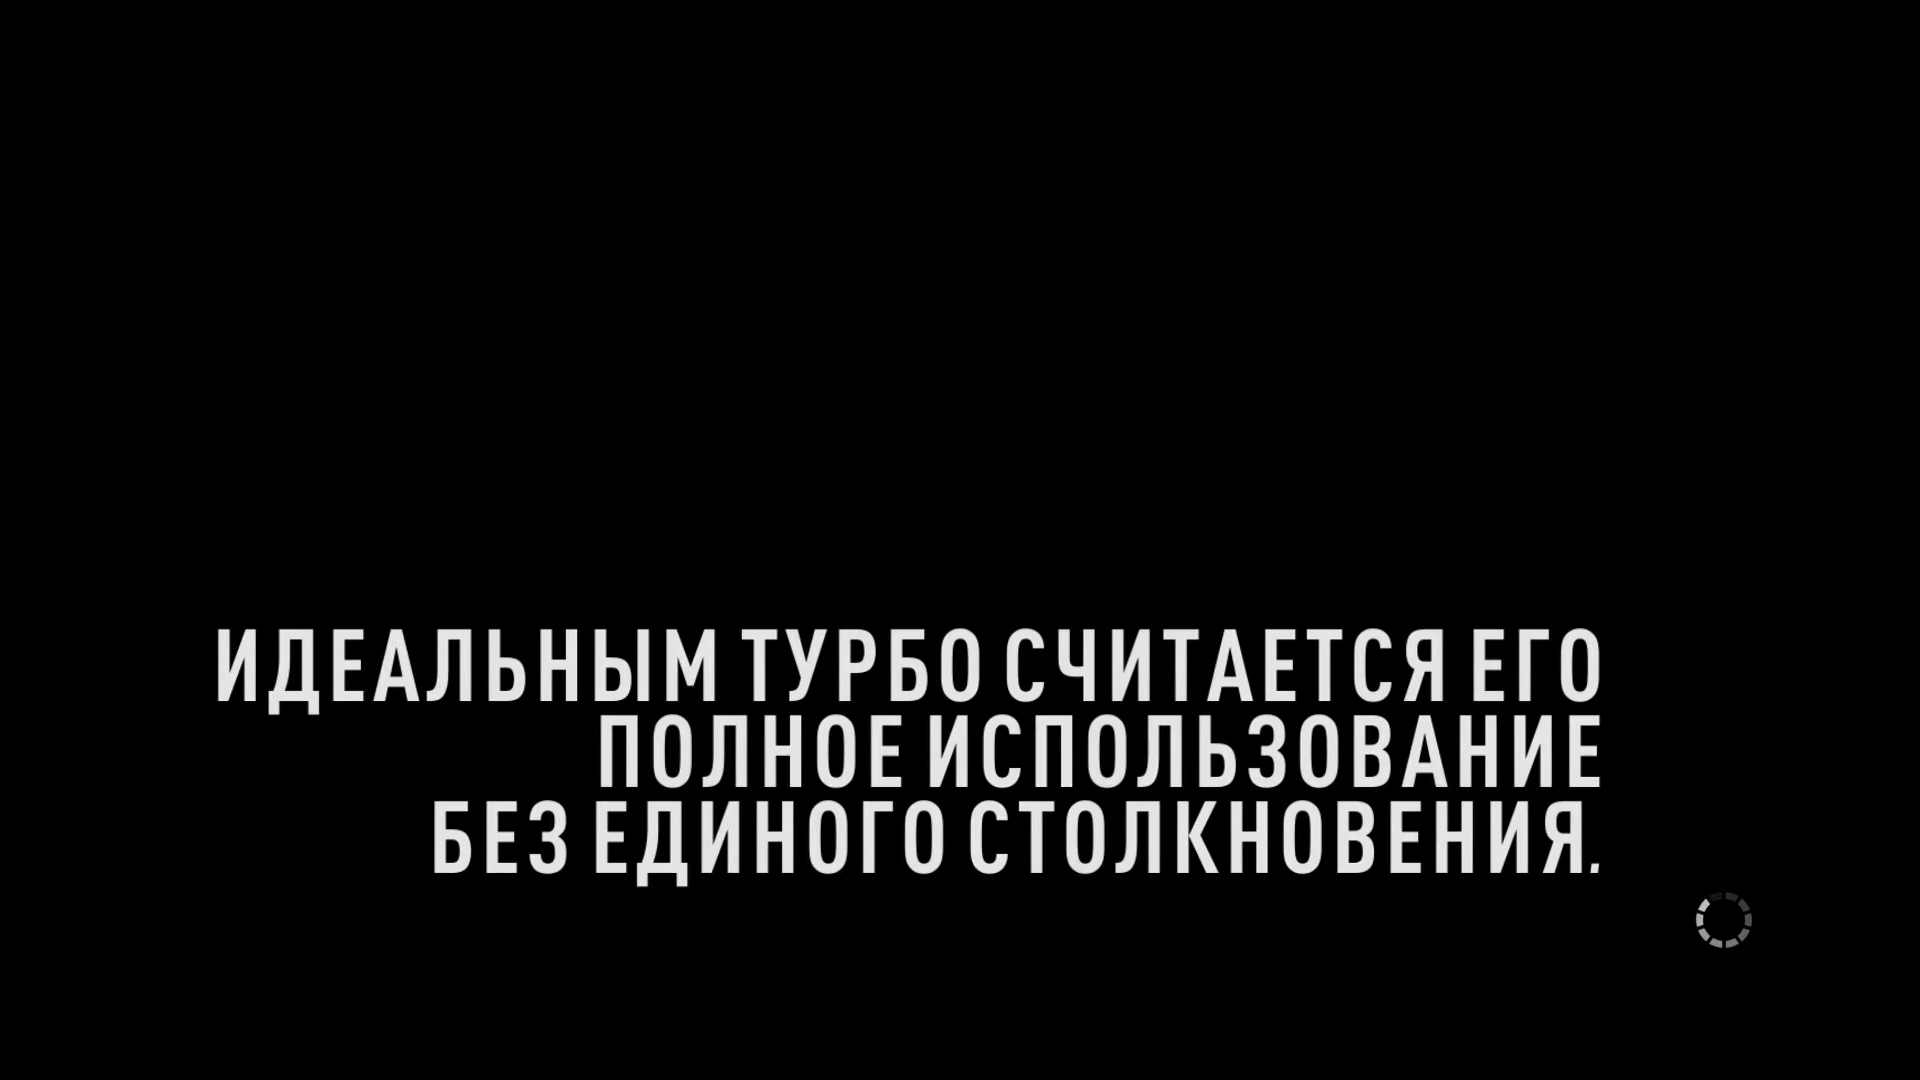 ИДЕАЛЬНЫМ ТУРБО СЧИТАЕТСЯ ЕГО
ПОЛНОЕ ИСПОЛЬЗОВАНИЕ
БЕЗ ЕДИНОГО СТОЛКНОВЕНИЯ.